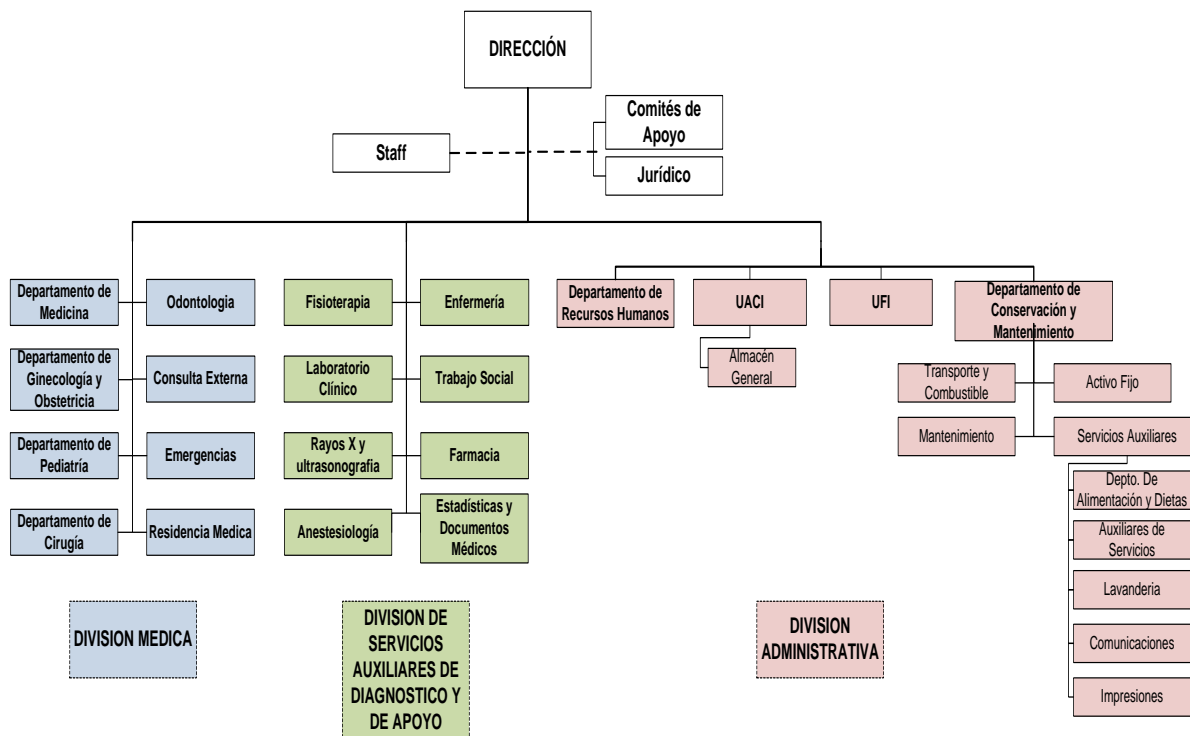 DIRECCIÓN
Comités de
Apoyo
Staff
Jurídico
Departamento de
Medicina
Odontologia
Departamento de
Ginecología y
Obstetricia
Consulta Externa
Departamento de
Pediatría
Emergencias
Departamento de
Cirugía
Residencia Medica
DIVISION MEDICA
Fisioterapia
Enfermería
Laboratorio
Clínico
Trabajo Social
Rayos X y
ultrasonografia
Farmacia
Anestesiología
Estadísticas y
Documentos
Médicos
DIVISION DE
SERVICIOS
AUXILIARES DE
DIAGNOSTICO Y
DE APOYO
Departamento de
Recursos Humanos
UACI
Almacén
General
UFI
Departamento de
Conservación y
Mantenimiento
Transporte y
Combustible
Activo Fijo
Mantenimiento
Servicios Auxiliares
Depto. De
Alimentación y Dietas
Auxiliares de
Servicios
Lavanderia
Comunicaciones
Impresiones
DIVISION
ADMINISTRATIVA